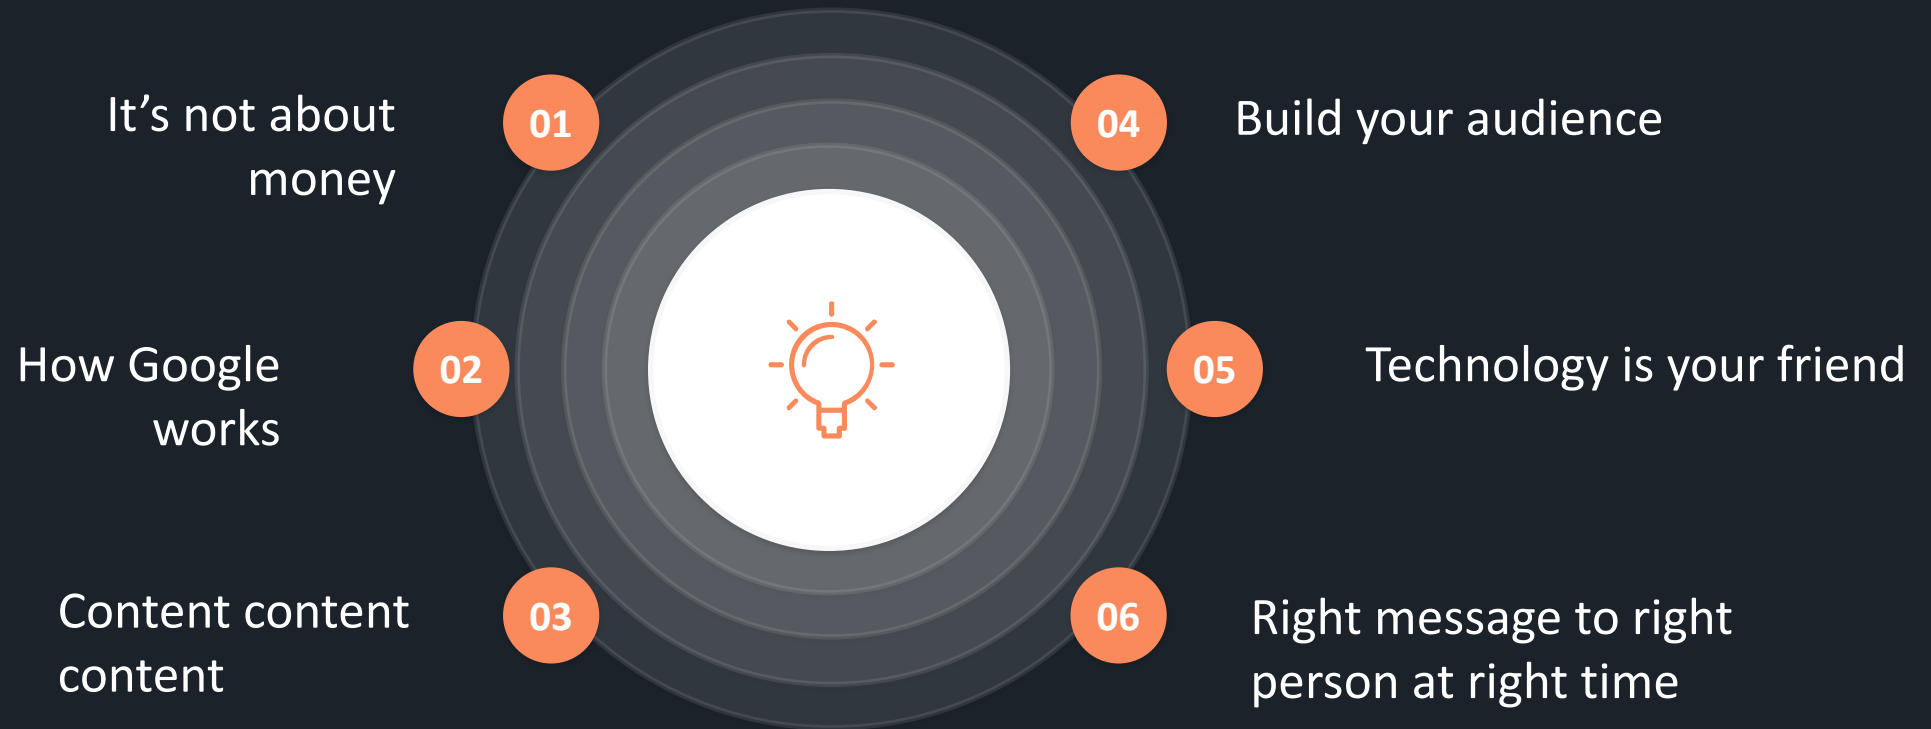 01
It’s not about
money
02
How Google
works
03
Content content
content
04
Build your audience
05
Technology is your friend
06
Right message to right
person at right time